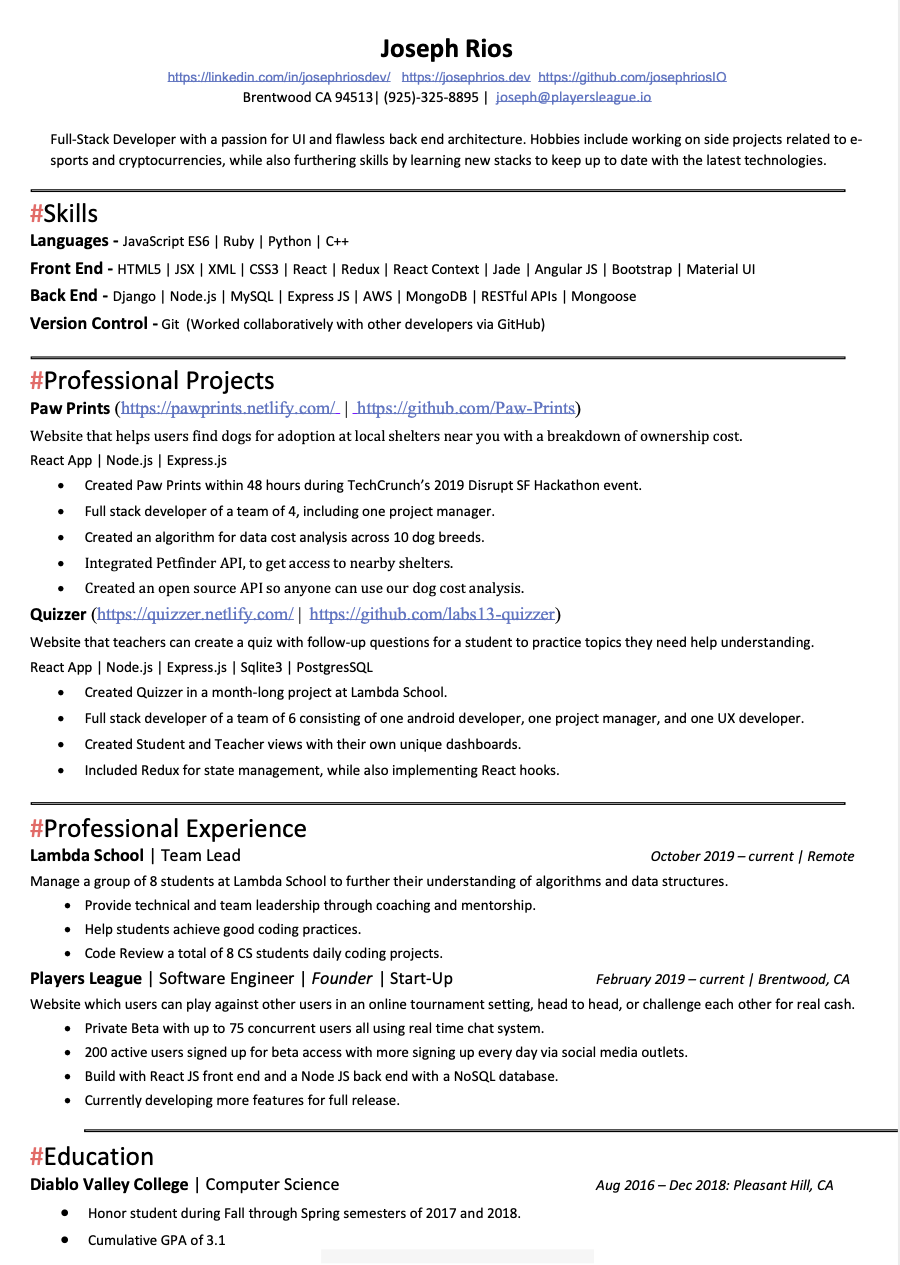 Joseph Rios
https://linkedin.com/in/josephriosdev/ https://josephrios.dev https://github.com/josephriosIO
Brentwood CA 94513| (925)-325-8895 | joseph@playersleague.io
Full-Stack Developer with a passion for UI and flawless back end architecture. Hobbies include working on side projects related to e-
sports and cryptocurrencies, while also furthering skills by learning new stacks to keep up to date with the latest technologies.
#Skills
Languages - JavaScript ES6 | Ruby | Python | C++
Front End - HTML5 | JSX | XML | CSS3 | React | Redux | React Context | Jade | Angular JS | Bootstrap | Material UI
Back End - Django | Node.js | MySQL | Express JS | AWS | MongoDB | RESTful APIs | Mongoose
Version Control - Git (Worked collaboratively with other developers via GitHub)
#Professional Projects
Paw Prints (https://pawprints.netlify.com/ | https://github.com/Paw-Prints)
Website that helps users find dogs for adoption at local shelters near you with a breakdown of ownership cost.
React App | Node.js | Express.js
• Created Paw Prints within 48 hours during TechCrunch’s 2019 Disrupt SF Hackathon event.
• Full stack developer of a team of 4, including one project manager.
• Created an algorithm for data cost analysis across 10 dog breeds.
• Integrated Petfinder API, to get access to nearby shelters.
• Created an open source API so anyone can use our dog cost analysis.
Quizzer (https://quizzer.netlify.com/ | https://github.com/labs13-quizzer)
Website that teachers can create a quiz with follow-up questions for a student to practice topics they need help understanding.
React App | Node.js | Express.js | Sqlite3 | PostgresSQL
• Created Quizzer in a month-long project at Lambda School.
• Full stack developer of a team of 6 consisting of one android developer, one project manager, and one UX developer.
• Created Student and Teacher views with their own unique dashboards.
• Included Redux for state management, while also implementing React hooks.
#Professional Experience
Lambda School | Team Lead October 2019 – current | Remote
Manage a group of 8 students at Lambda School to further their understanding of algorithms and data structures.
• Provide technical and team leadership through coaching and mentorship.
• Help students achieve good coding practices.
• Code Review a total of 8 CS students daily coding projects.
Players League | Software Engineer | Founder | Start-Up February 2019 – current | Brentwood, CA
Website which users can play against other users in an online tournament setting, head to head, or challenge each other for real cash.
• Private Beta with up to 75 concurrent users all using real time chat system.
• 200 active users signed up for beta access with more signing up every day via social media outlets.
• Build with React JS front end and a Node JS back end with a NoSQL database.
• Currently developing more features for full release.
#Education
Diablo Valley College | Computer Science Aug 2016 – Dec 2018: Pleasant Hill, CA
• Honor student during Fall through Spring semesters of 2017 and 2018.
• Cumulative GPA of 3.1